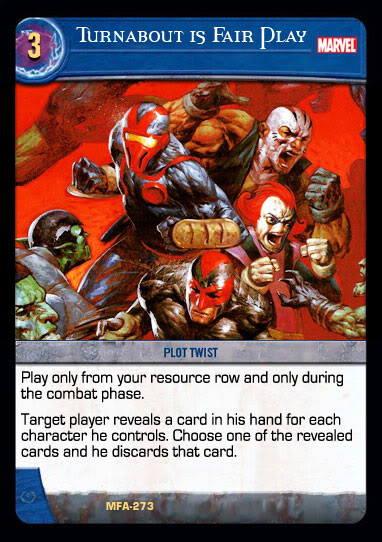 3
Turnabout is Fair Play
MARVEL
PLOT TWIST
Play only from your resource row and only during
the combat phase.
Target player reveals a card in his hand for each
character he controls. Choose one of the revealed
cards and he discards that card.
MFA-273